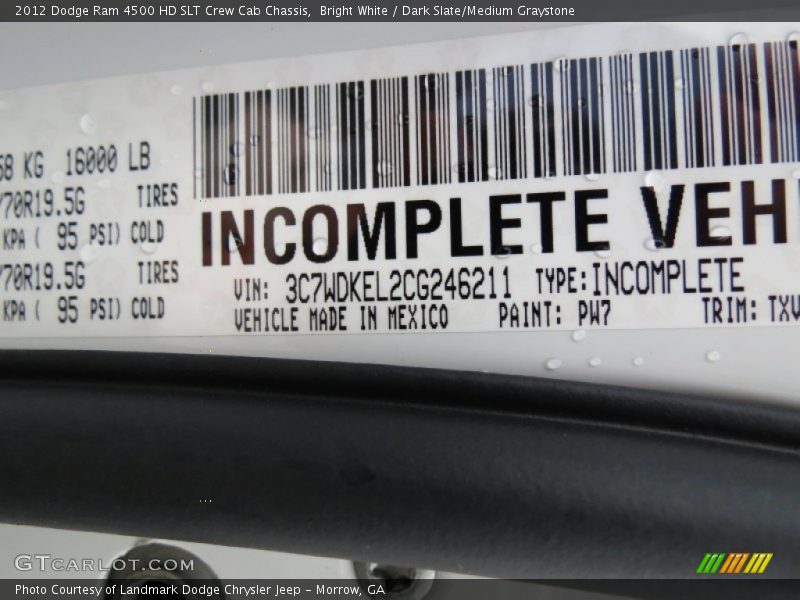 2012 Dodge Ram 4500 HD SLT Crew Cab Chassis, Bright White / Dark Slate/Medium Graystone
58 KG 16000 LB
/70R19.5G TIRES
KPA ( 95 PSI) COLD
/70R19.5G TIRES
KPA ( 95 PSI) COLD
INCOMPLETE VEHI
VIN: 3C7WDKEL2CG246211 TYPE: INCOMPLETE
VEHICLE MADE IN MEXICO PAINT: PW7 TRIM: TXV
GTCARLOT.COM
Photo Courtesy of Landmark Dodge Chrysler Jeep – Morrow, GA